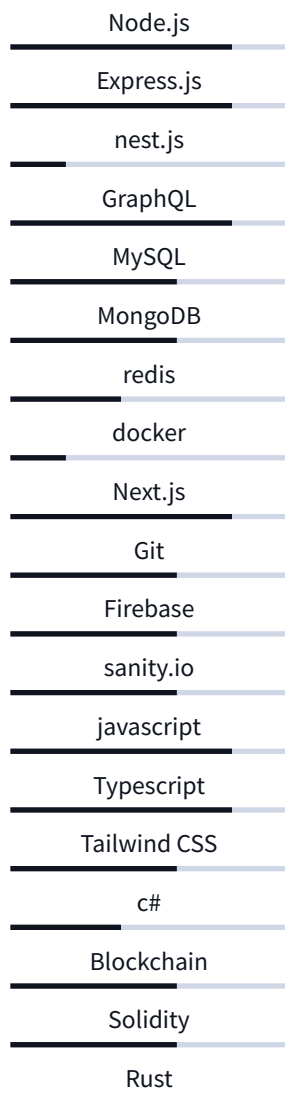 Node.js
Express.js
nest.js
GraphQL
MySQL
MongoDB
redis
docker
Next.js
Git
Firebase
sanity.io
javascript
Typescript
Tailwind CSS
c#
Blockchain
Solidity
Rust